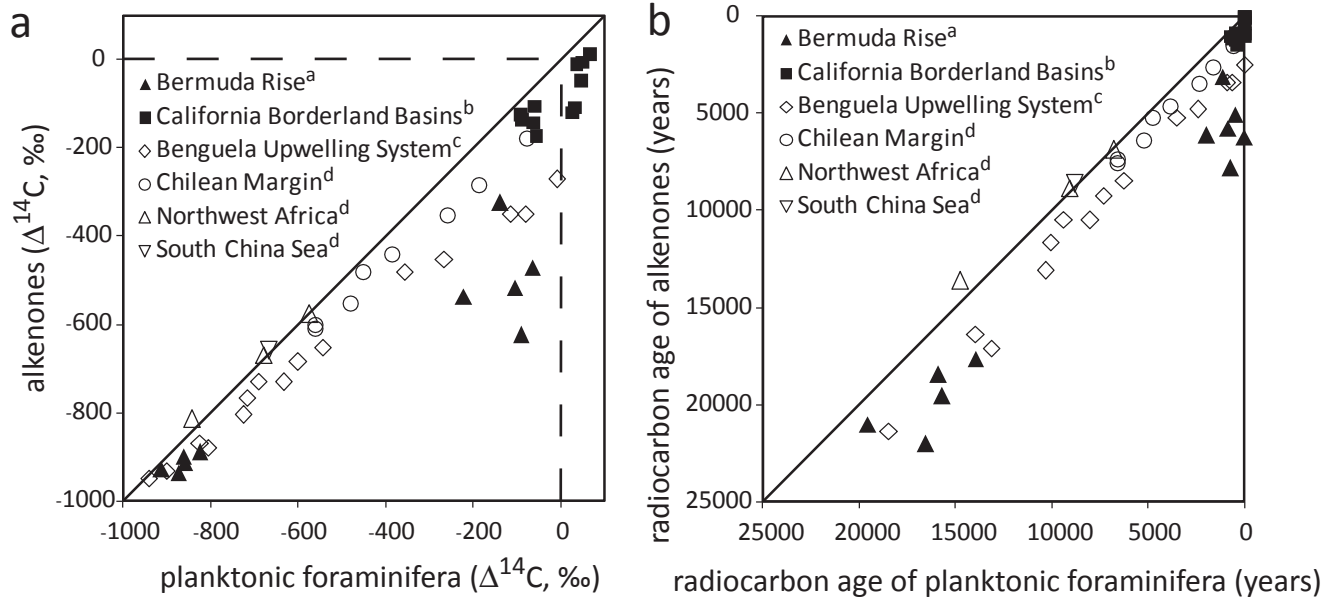 a
alkenones (Δ¹⁴C, ‰)
0
-200
-400
-600
-800
-1000
▲ Bermuda Riseᵃ
■ California Borderland Basinsᵇ
◇ Benguela Upwelling Systemᶜ
○ Chilean Marginᵈ
△ Northwest Africaᵈ
▽ South China Seaᵈ
-1000 -800 -600 -400 -200 0
planktonic foraminifera (Δ¹⁴C, ‰)
b
radiocarbon age of alkenones (years)
0
5000
10000
15000
20000
25000
▲ Bermuda Riseᵃ
■ California Borderland Basinsᵇ
◇ Benguela Upwelling Systemᶜ
○ Chilean Marginᵈ
△ Northwest Africaᵈ
▽ South China Seaᵈ
25000 20000 15000 10000 5000 0
radiocarbon age of planktonic foraminifera (years)